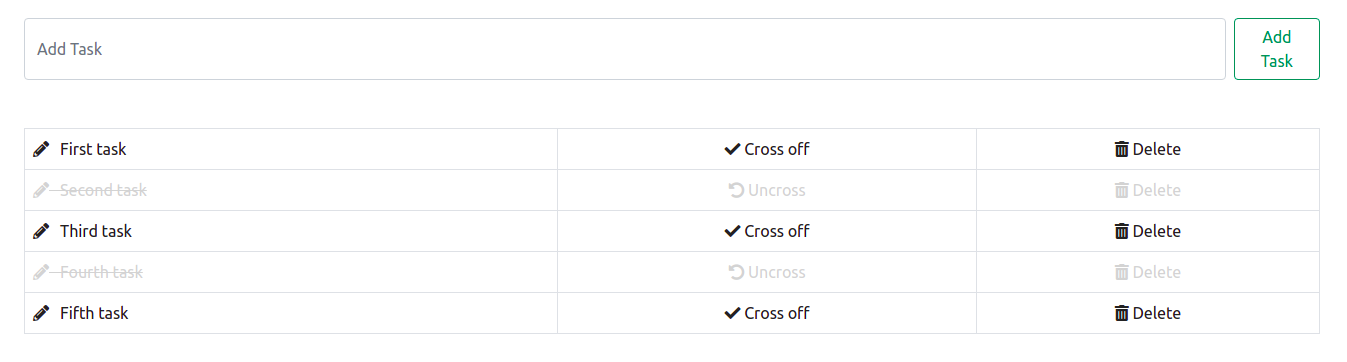 Add Task
Add
Task
First task Cross off Delete
Second task Uncross Delete
Third task Cross off Delete
Fourth task Uncross Delete
Fifth task Cross off Delete